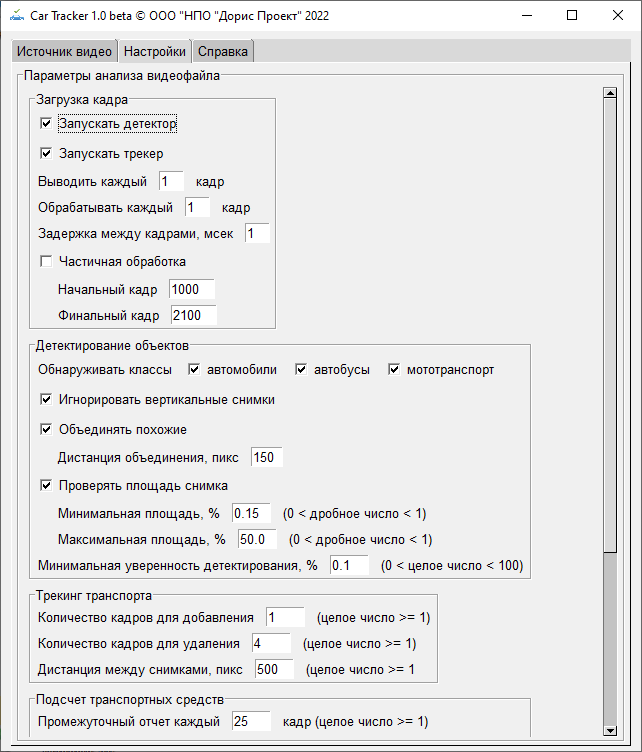 Car Tracker 1.0 beta © ООО "НПО "Дорис Проект" 2022
Источник видео Настройки Справка
Параметры анализа видеофайла
Загрузка кадра
Запускать детектор
Запускать трекер
Выводить каждый 1 кадр
Обрабатывать каждый 1 кадр
Задержка между кадрами, мсек 1
Частичная обработка
Начальный кадр 1000
Финальный кадр 2100
Детектирование объектов
Обнаруживать классы автомобили автобусы мототранспорт
Игнорировать вертикальные снимки
Объединять похожие
Дистанция объединения, пикс 150
Проверять площадь снимка
Минимальная площадь, % 0.15 (0 < дробное число < 1)
Максимальная площадь, % 50.0 (0 < дробное число < 1)
Минимальная уверенность детектирования, % 0.1 (0 < целое число < 100)
Трекинг транспорта
Количество кадров для добавления 1 (целое число >= 1)
Количество кадров для удаления 4 (целое число >= 1)
Дистанция между снимками, пикс 500 (целое число >= 1
Подсчет транспортных средств
Промежуточный отчет каждый 25 кадр (целое число >= 1)